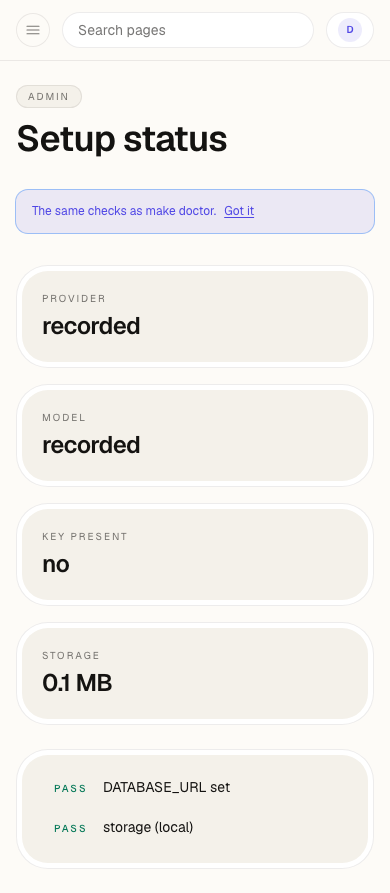 Search pages
D
ADMIN
Setup status
The same checks as make doctor. Got it
PROVIDER
recorded
MODEL
recorded
KEY PRESENT
no
STORAGE
0.1 MB
PASS DATABASE_URL set
PASS storage (local)